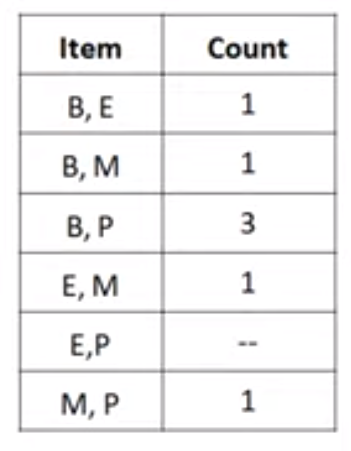 Item Count
B, E 1
B, M 1
B, P 3
E, M 1
E,P --
M, P 1